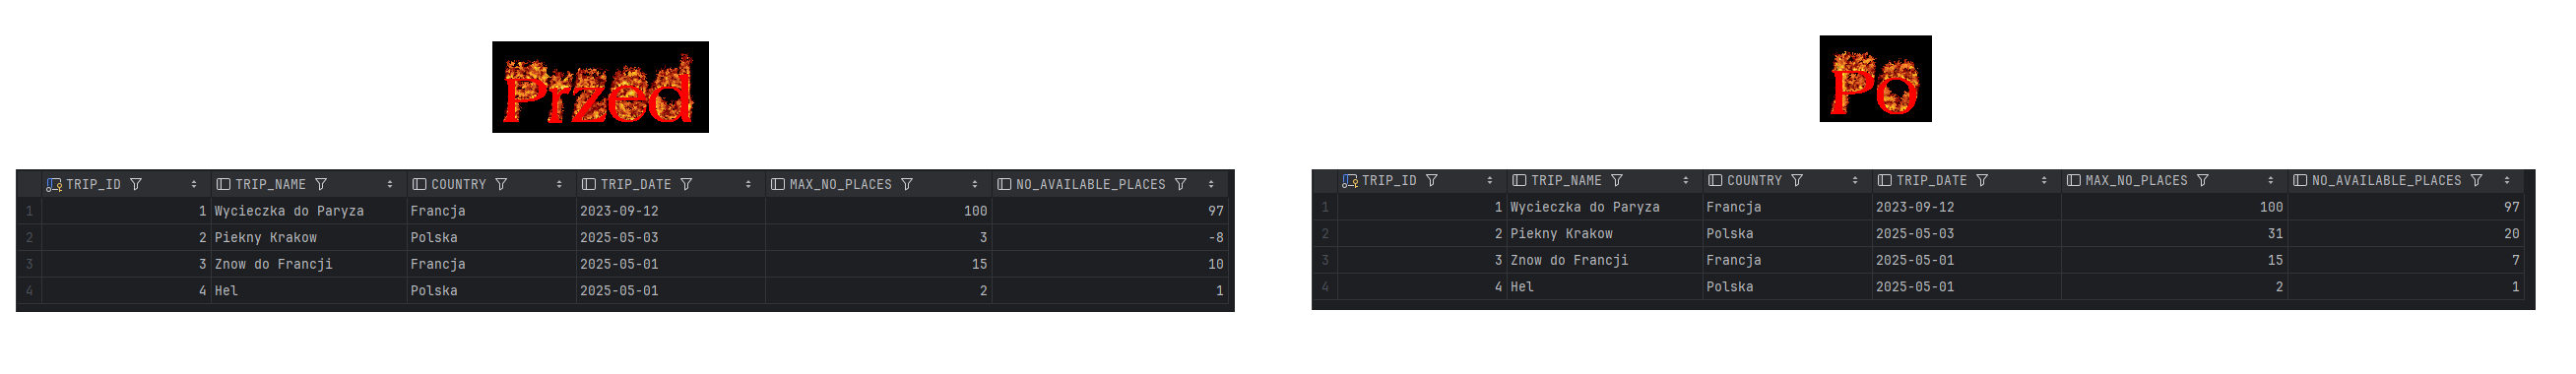 Przed
TRIP_ID TRIP_NAME COUNTRY TRIP_DATE MAX_NO_PLACES NO_AVAILABLE_PLACES
1 1 Wycieczka do Paryza Francja 2023-09-12 100 97
2 2 Piekny Krakow Polska 2025-05-03 3 -8
3 3 Znow do Francji Francja 2025-05-01 15 10
4 4 Hel Polska 2025-05-01 2 1
Po
TRIP_ID TRIP_NAME COUNTRY TRIP_DATE MAX_NO_PLACES NO_AVAILABLE_PLACES
1 1 Wycieczka do Paryza Francja 2023-09-12 100 97
2 2 Piekny Krakow Polska 2025-05-03 31 20
3 3 Znow do Francji Francja 2025-05-01 15 7
4 4 Hel Polska 2025-05-01 2 1